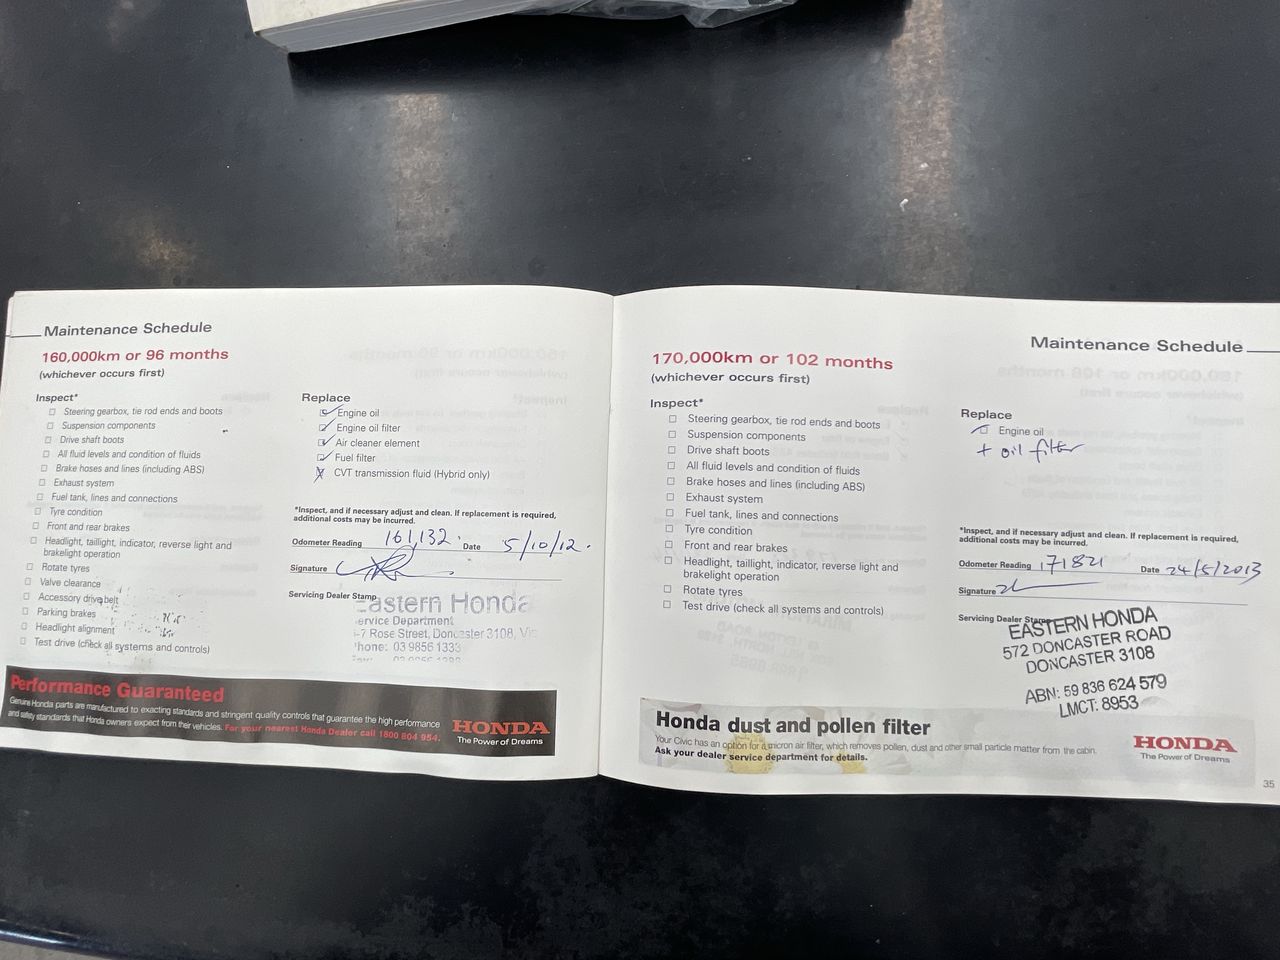 Maintenance Schedule
160,000km or 96 months
(whichever occurs first)
Inspect*
Steering gearbox, tie rod ends and boots
Suspension components
Drive shaft boots
All fluid levels and condition of fluids
Brake hoses and lines (including ABS)
Exhaust system
Fuel tank, lines and connections
Tyre condition
Front and rear brakes
Headlight, taillight, indicator, reverse light and
brakelight operation
Rotate tyres
Valve clearance
Accessory drive belt
Parking brakes
Headlight alignment
Test drive (check all systems and controls)
Replace
Engine oil
Engine oil filter
Air cleaner element
Fuel filter
CVT transmission fluid (Hybrid only)
*Inspect, and if necessary adjust and clean. If replacement is required,
additional costs may be incurred.
Odometer Reading 161,132 Date 5/10/12.
Signature
Servicing Dealer Stamp
Eastern Honda
ervice Department
-7 Rose Street, Doncaster 3108, Vic
hone: 03 9856 1333
Performance Guaranteed
Genuine Honda parts are manufactured to exacting standards and stringent quality controls that guarantee the high performance
and safety standards that Honda owners expect from their vehicles. For your nearest Honda Dealer call 1800 804 954.
HONDA
The Power of Dreams
Maintenance Schedule
170,000km or 102 months
(whichever occurs first)
Inspect*
Steering gearbox, tie rod ends and boots
Suspension components
Drive shaft boots
All fluid levels and condition of fluids
Brake hoses and lines (including ABS)
Exhaust system
Fuel tank, lines and connections
Tyre condition
Front and rear brakes
Headlight, taillight, indicator, reverse light and
brakelight operation
Rotate tyres
Test drive (check all systems and controls)
Replace
Engine oil
+ oil filter
*Inspect, and if necessary adjust and clean. If replacement is required,
additional costs may be incurred.
Odometer Reading 171821 Date 24/5/2013
Signature
Servicing Dealer Stamp
EASTERN HONDA
572 DONCASTER ROAD
DONCASTER 3108
ABN: 59 836 624 579
LMCT: 8953
Honda dust and pollen filter
Your Civic has an option for a micron air filter, which removes pollen, dust and other small particle matter from the cabin.
Ask your dealer service department for details.
HONDA
The Power of Dreams
35